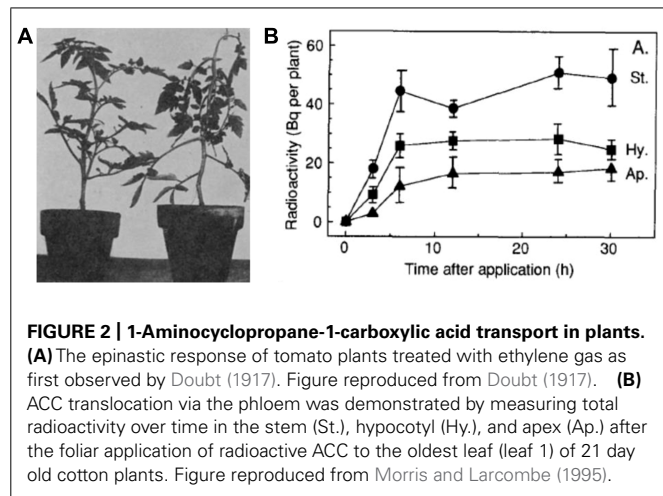 A
B
A.
60
40
20
0
Radioactivity (Bq per plant)
St.
Hy.
Ap.
0 10 20 30
Time after application (h)
FIGURE 2 | 1-Aminocyclopropane-1-carboxylic acid transport in plants.
(A) The epinastic response of tomato plants treated with ethylene gas as
first observed by Doubt (1917). Figure reproduced from Doubt (1917). (B)
ACC translocation via the phloem was demonstrated by measuring total
radioactivity over time in the stem (St.), hypocotyl (Hy.), and apex (Ap.) after
the foliar application of radioactive ACC to the oldest leaf (leaf 1) of 21 day
old cotton plants. Figure reproduced from Morris and Larcombe (1995).